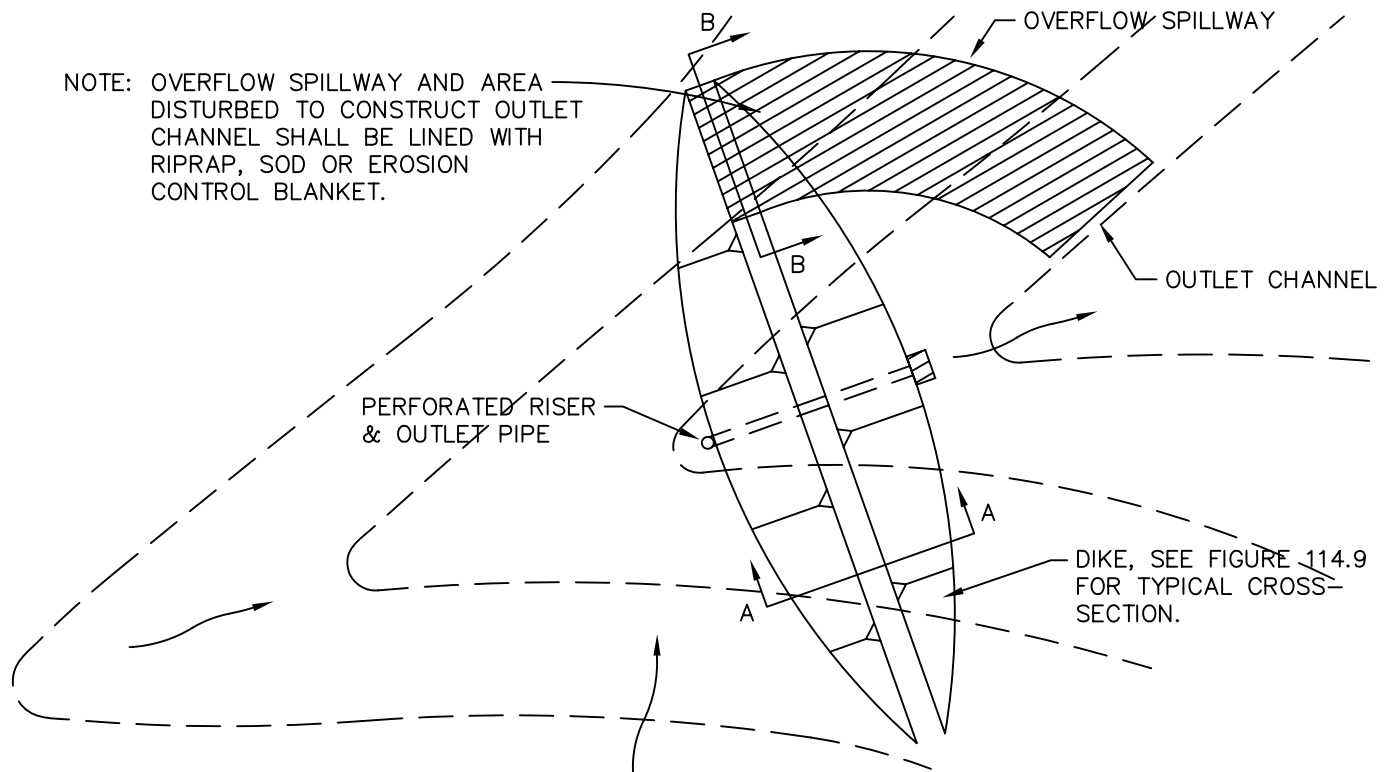 B
OVERFLOW SPILLWAY
NOTE: OVERFLOW SPILLWAY AND AREA
DISTURBED TO CONSTRUCT OUTLET
CHANNEL SHALL BE LINED WITH
RIPRAP, SOD OR EROSION
CONTROL BLANKET.
B
OUTLET CHANNEL
PERFORATED RISER
& OUTLET PIPE
A
DIKE, SEE FIGURE 114.9
FOR TYPICAL CROSS-
SECTION.
A